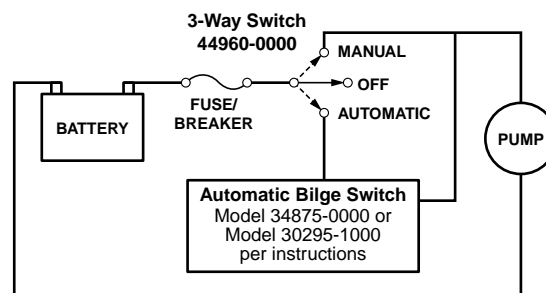 3-Way Switch
44960-0000
MANUAL
OFF
AUTOMATIC
FUSE/
BREAKER
BATTERY
PUMP
Automatic Bilge Switch
Model 34875-0000 or
Model 30295-1000
per instructions